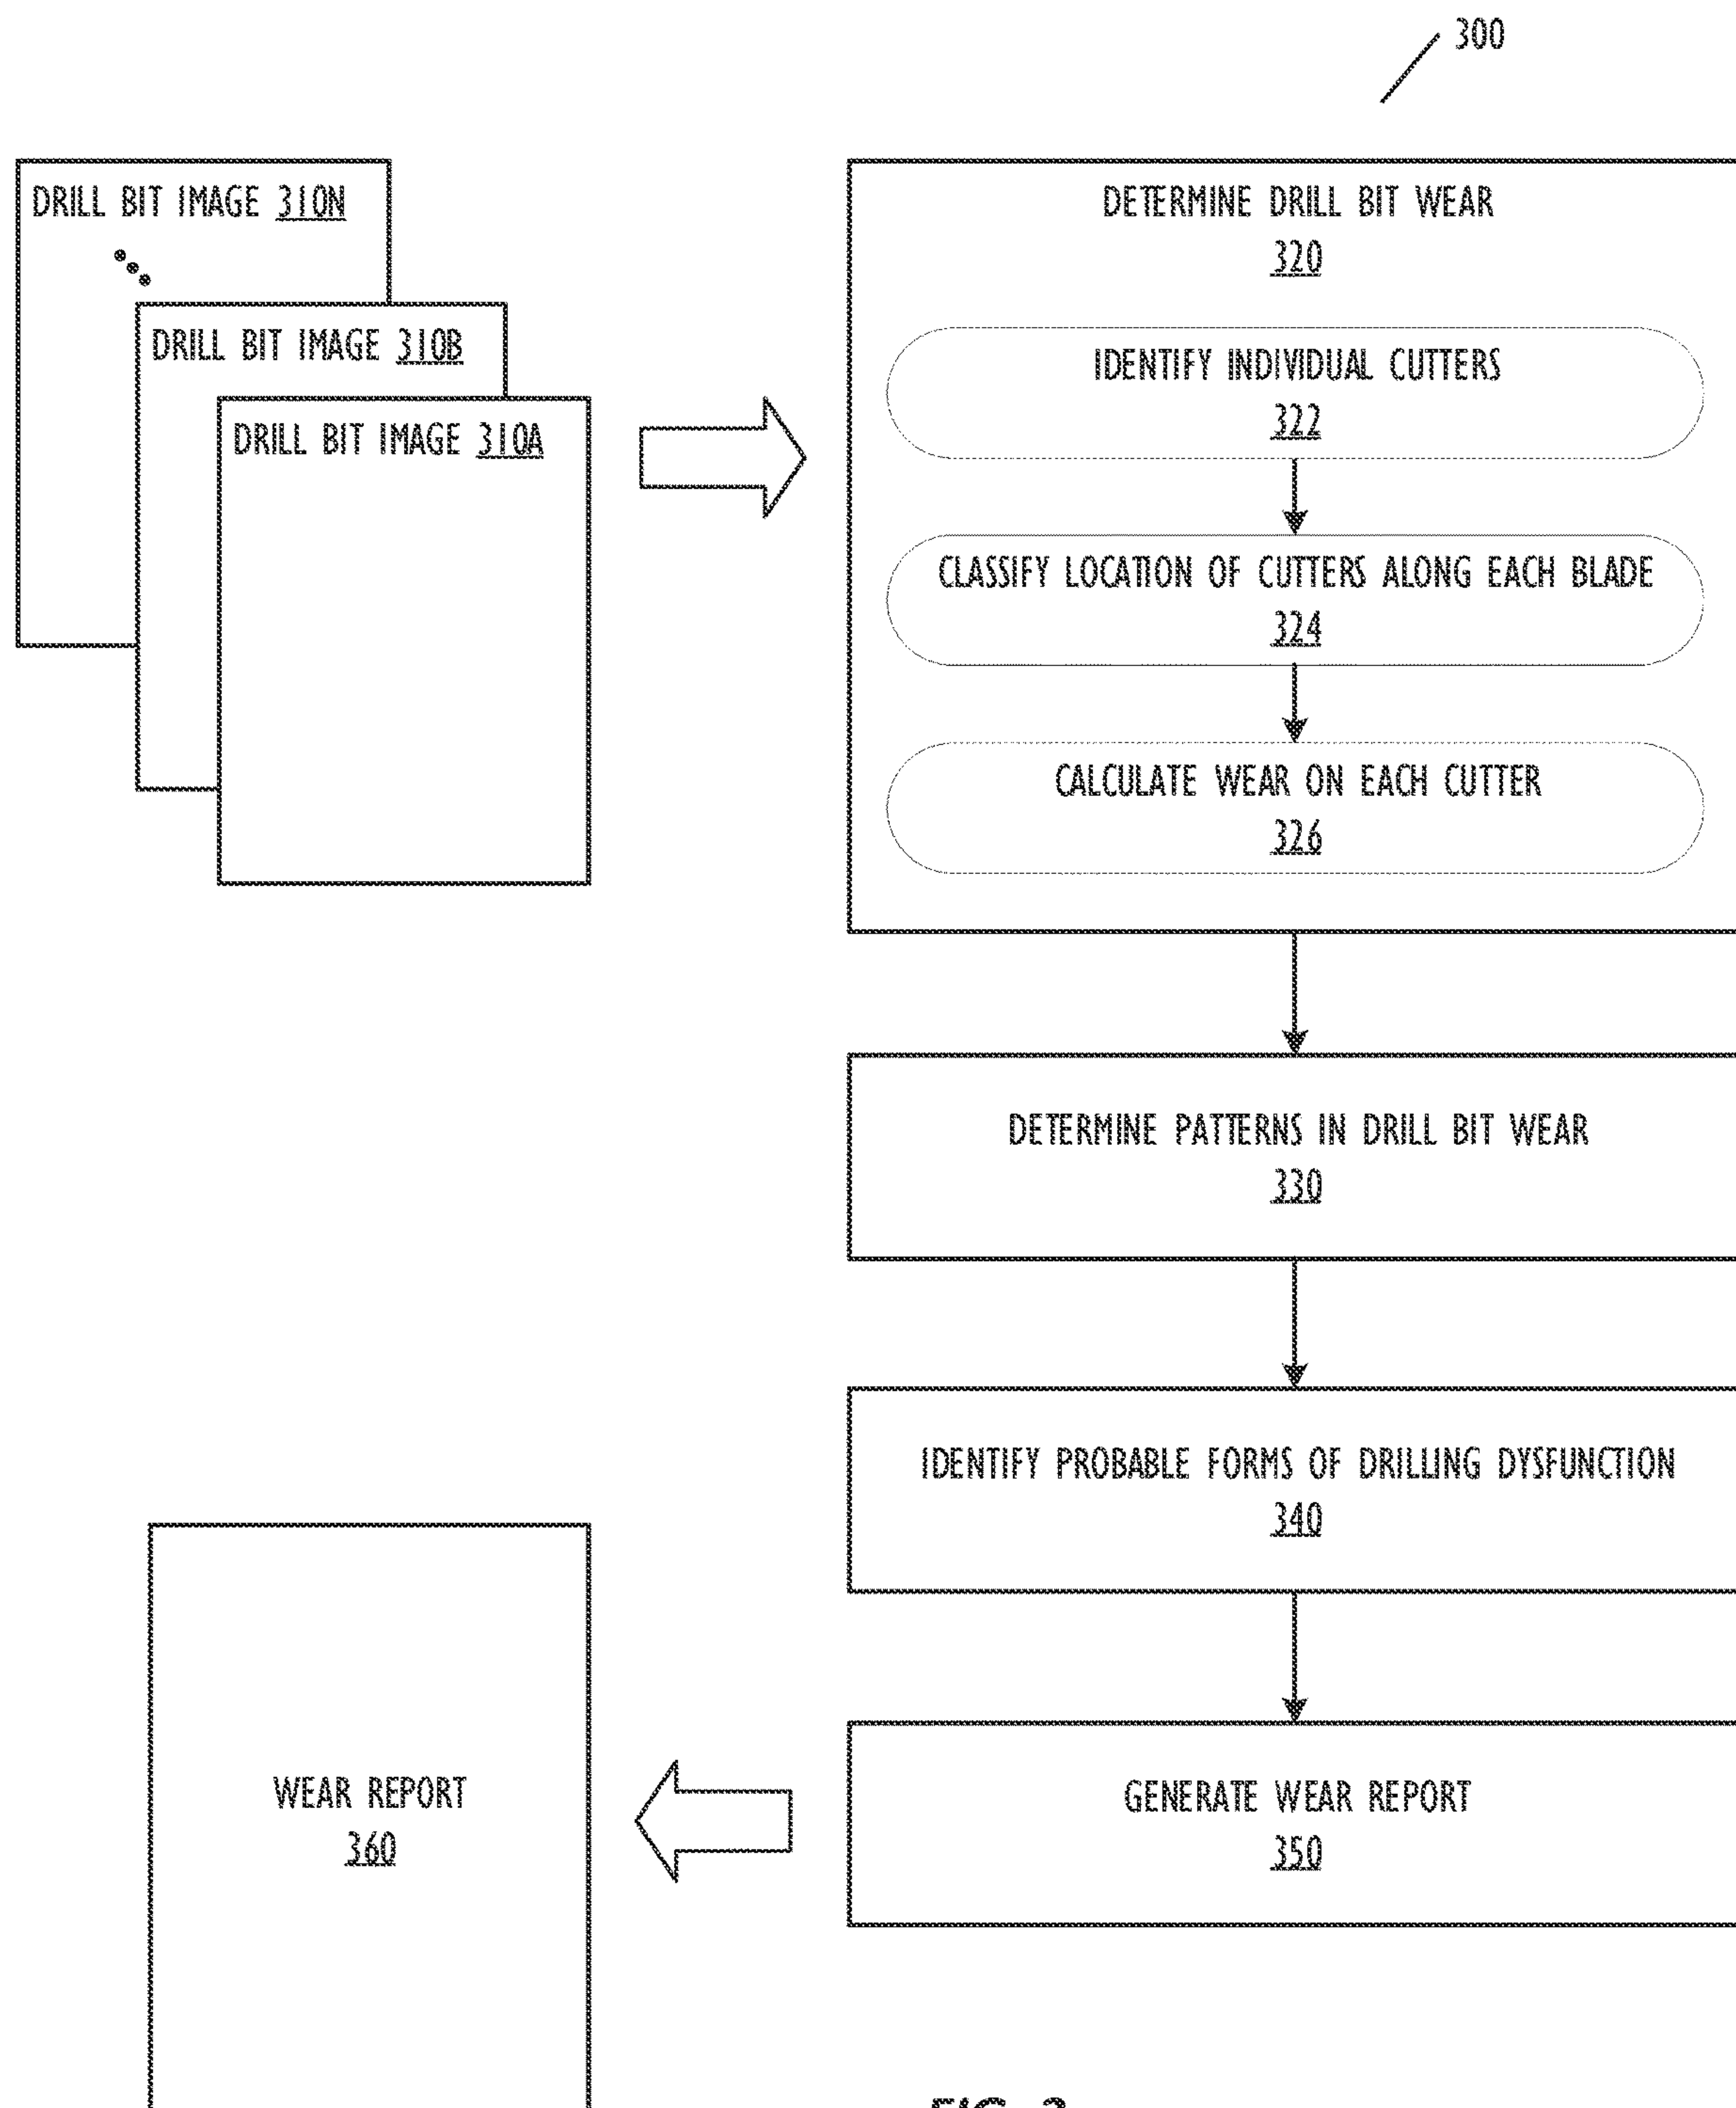 300
DRILL BIT IMAGE 310N
DRILL BIT IMAGE 310B
DRILL BIT IMAGE 310A
DETERMINE DRILL BIT WEAR
320
IDENTIFY INDIVIDUAL CUTTERS
322
CLASSIFY LOCATION OF CUTTERS ALONG EACH BLADE
324
CALCULATE WEAR ON EACH CUTTER
326
DETERMINE PATTERNS IN DRILL BIT WEAR
330
IDENTIFY PROBABLE FORMS OF DRILLING DYSFUNCTION
340
GENERATE WEAR REPORT
350
WEAR REPORT
360